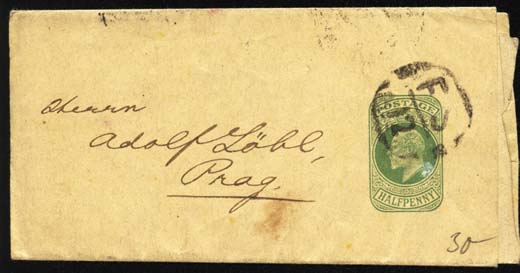 Herrn
Adolf Löbl,
Prag.
POSTAGE
HALFPENNY
30